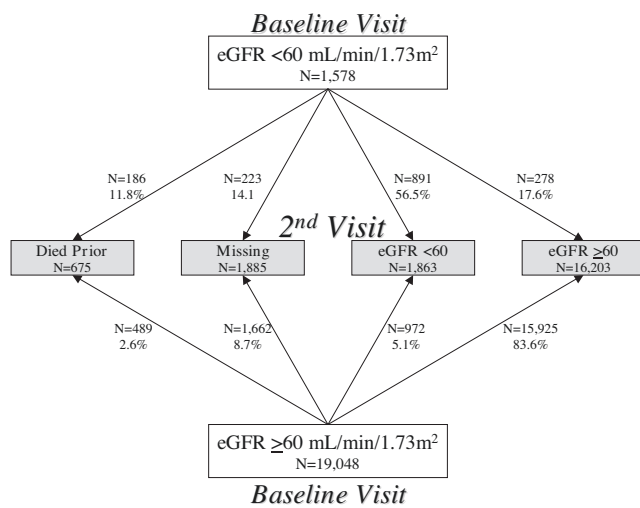 Baseline Visit
eGFR <60 mL/min/1.73m²
N=1,578
N=186
11.8%
N=223
14.1
N=891
56.5%
N=278
17.6%
2nd Visit
Died Prior
N=675
Missing
N=1,885
eGFR <60
N=1,863
eGFR ≥60
N=16,203
N=489
2.6%
N=1,662
8.7%
N=972
5.1%
N=15,925
83.6%
eGFR ≥60 mL/min/1.73m²
N=19,048
Baseline Visit